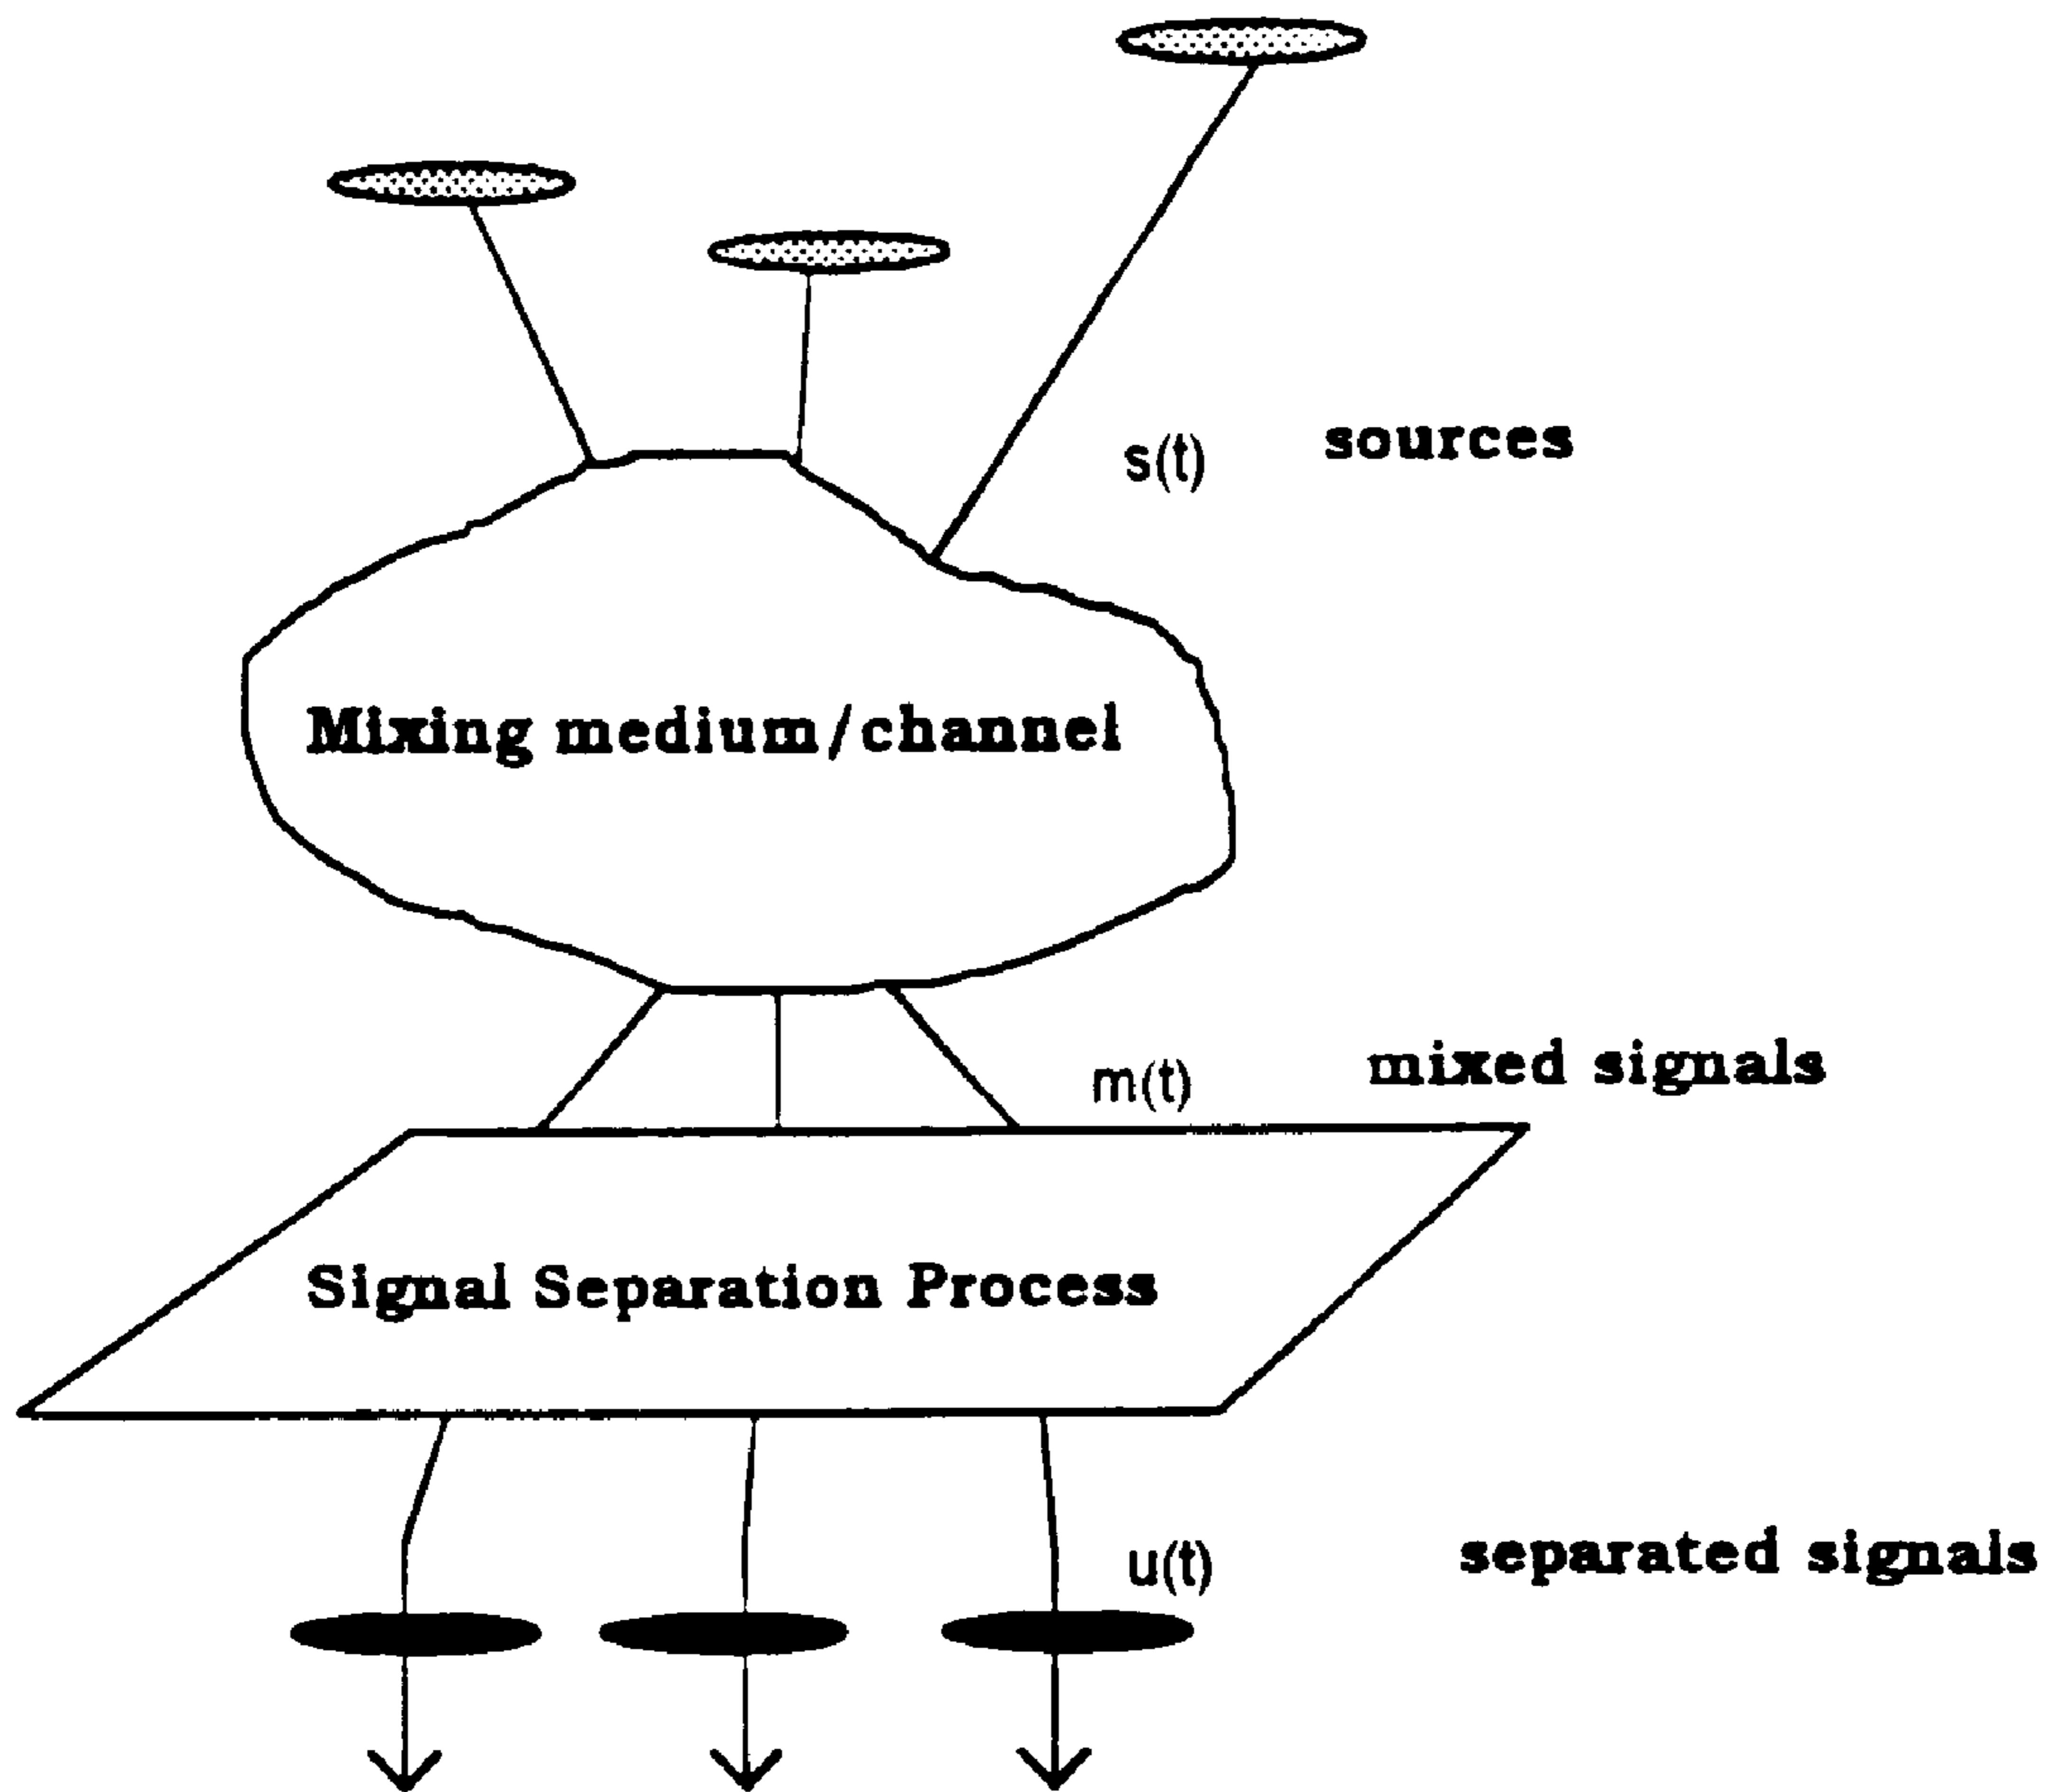 s(t) sources
Mixing medium/channel
m(t) mixed signals
Signal Separation Process
u(t) separated signals